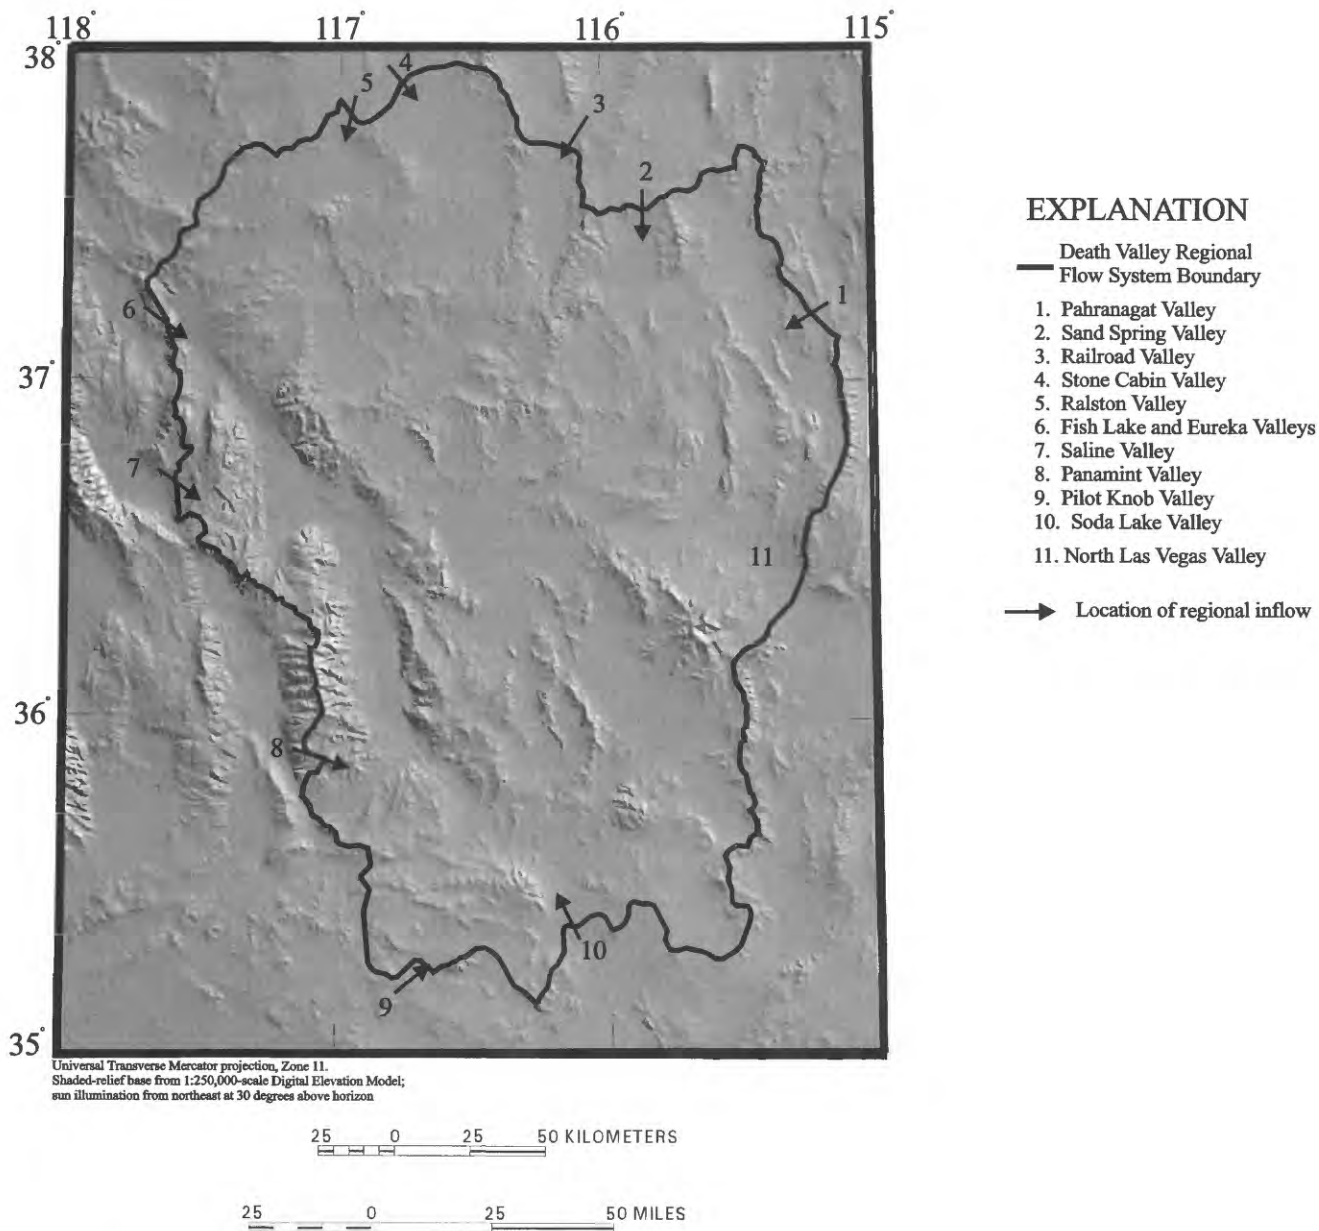 118°
117°
116°
115°
38°
37°
36°
35°
4
5
3
2
1
6
7
11
8
10
9
EXPLANATION
Death Valley Regional
Flow System Boundary
1. Pahranagat Valley
2. Sand Spring Valley
3. Railroad Valley
4. Stone Cabin Valley
5. Ralston Valley
6. Fish Lake and Eureka Valleys
7. Saline Valley
8. Panamint Valley
9. Pilot Knob Valley
10. Soda Lake Valley
11. North Las Vegas Valley
Location of regional inflow
Universal Transverse Mercator projection, Zone 11.
Shaded-relief base from 1:250,000-scale Digital Elevation Model;
sun illumination from northeast at 30 degrees above horizon
25 0 25 50 KILOMETERS
25 0 25 50 MILES